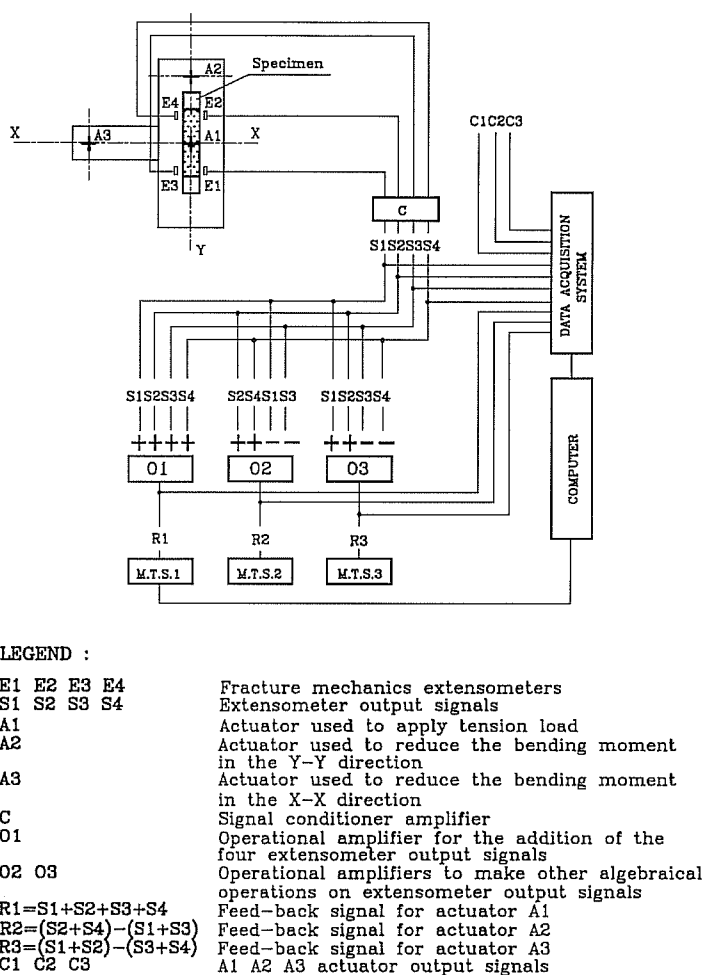 A2
Specimen
E4 E2
X A3 A1 X
E3 E1
Y
C1C2C3
C
S1S2S3S4
DATA ACQUISITION
SYSTEM
S1S2S3S4 S2S4S1S3 S1S2S3S4
++++ ++-- ++--
O1 O2 O3
COMPUTER
R1 R2 R3
M.T.S.1 M.T.S.2 M.T.S.3
LEGEND :
E1 E2 E3 E4 Fracture mechanics extensometers
S1 S2 S3 S4 Extensometer output signals
A1 Actuator used to apply tension load
A2 Actuator used to reduce the bending moment
in the Y-Y direction
A3 Actuator used to reduce the bending moment
in the X-X direction
C Signal conditioner amplifier
O1 Operational amplifier for the addition of the
four extensometer output signals
O2 O3 Operational amplifiers to make other algebraical
operations on extensometer output signals
R1=S1+S2+S3+S4 Feed-back signal for actuator A1
R2=(S2+S4)-(S1+S3) Feed-back signal for actuator A2
R3=(S1+S2)-(S3+S4) Feed-back signal for actuator A3
C1 C2 C3 A1 A2 A3 actuator output signals